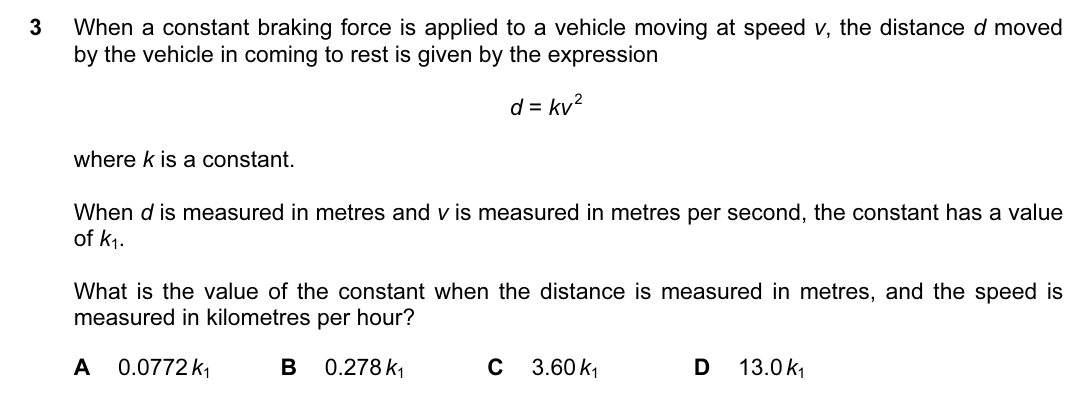 3 When a constant braking force is applied to a vehicle moving at speed v, the distance d moved
by the vehicle in coming to rest is given by the expression
d = kv²
where k is a constant.
When d is measured in metres and v is measured in metres per second, the constant has a value
of k₁.
What is the value of the constant when the distance is measured in metres, and the speed is
measured in kilometres per hour?
A 0.0772 k₁ B 0.278 k₁ C 3.60 k₁ D 13.0 k₁